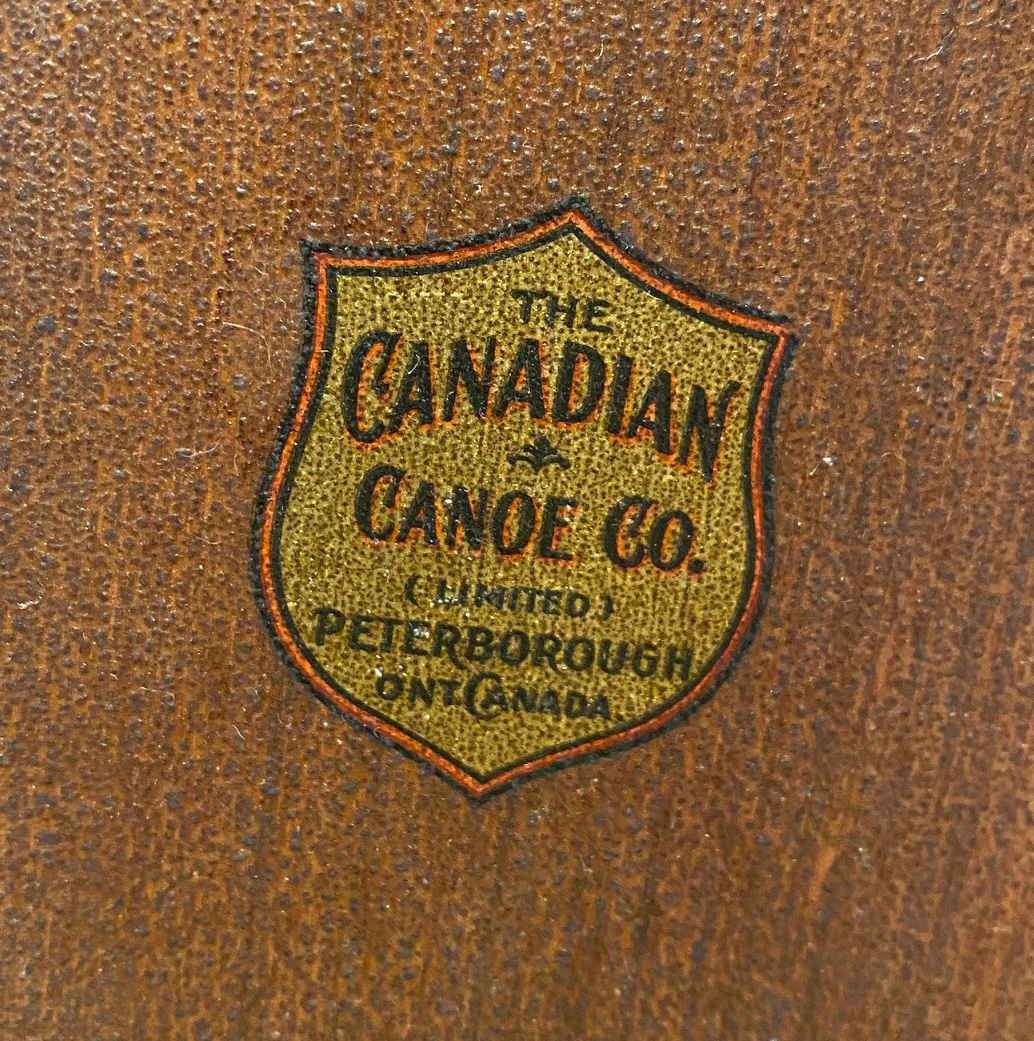 THE
CANADIAN
CANOE CO.
(LIMITED)
PETERBOROUGH
ONT. CANADA